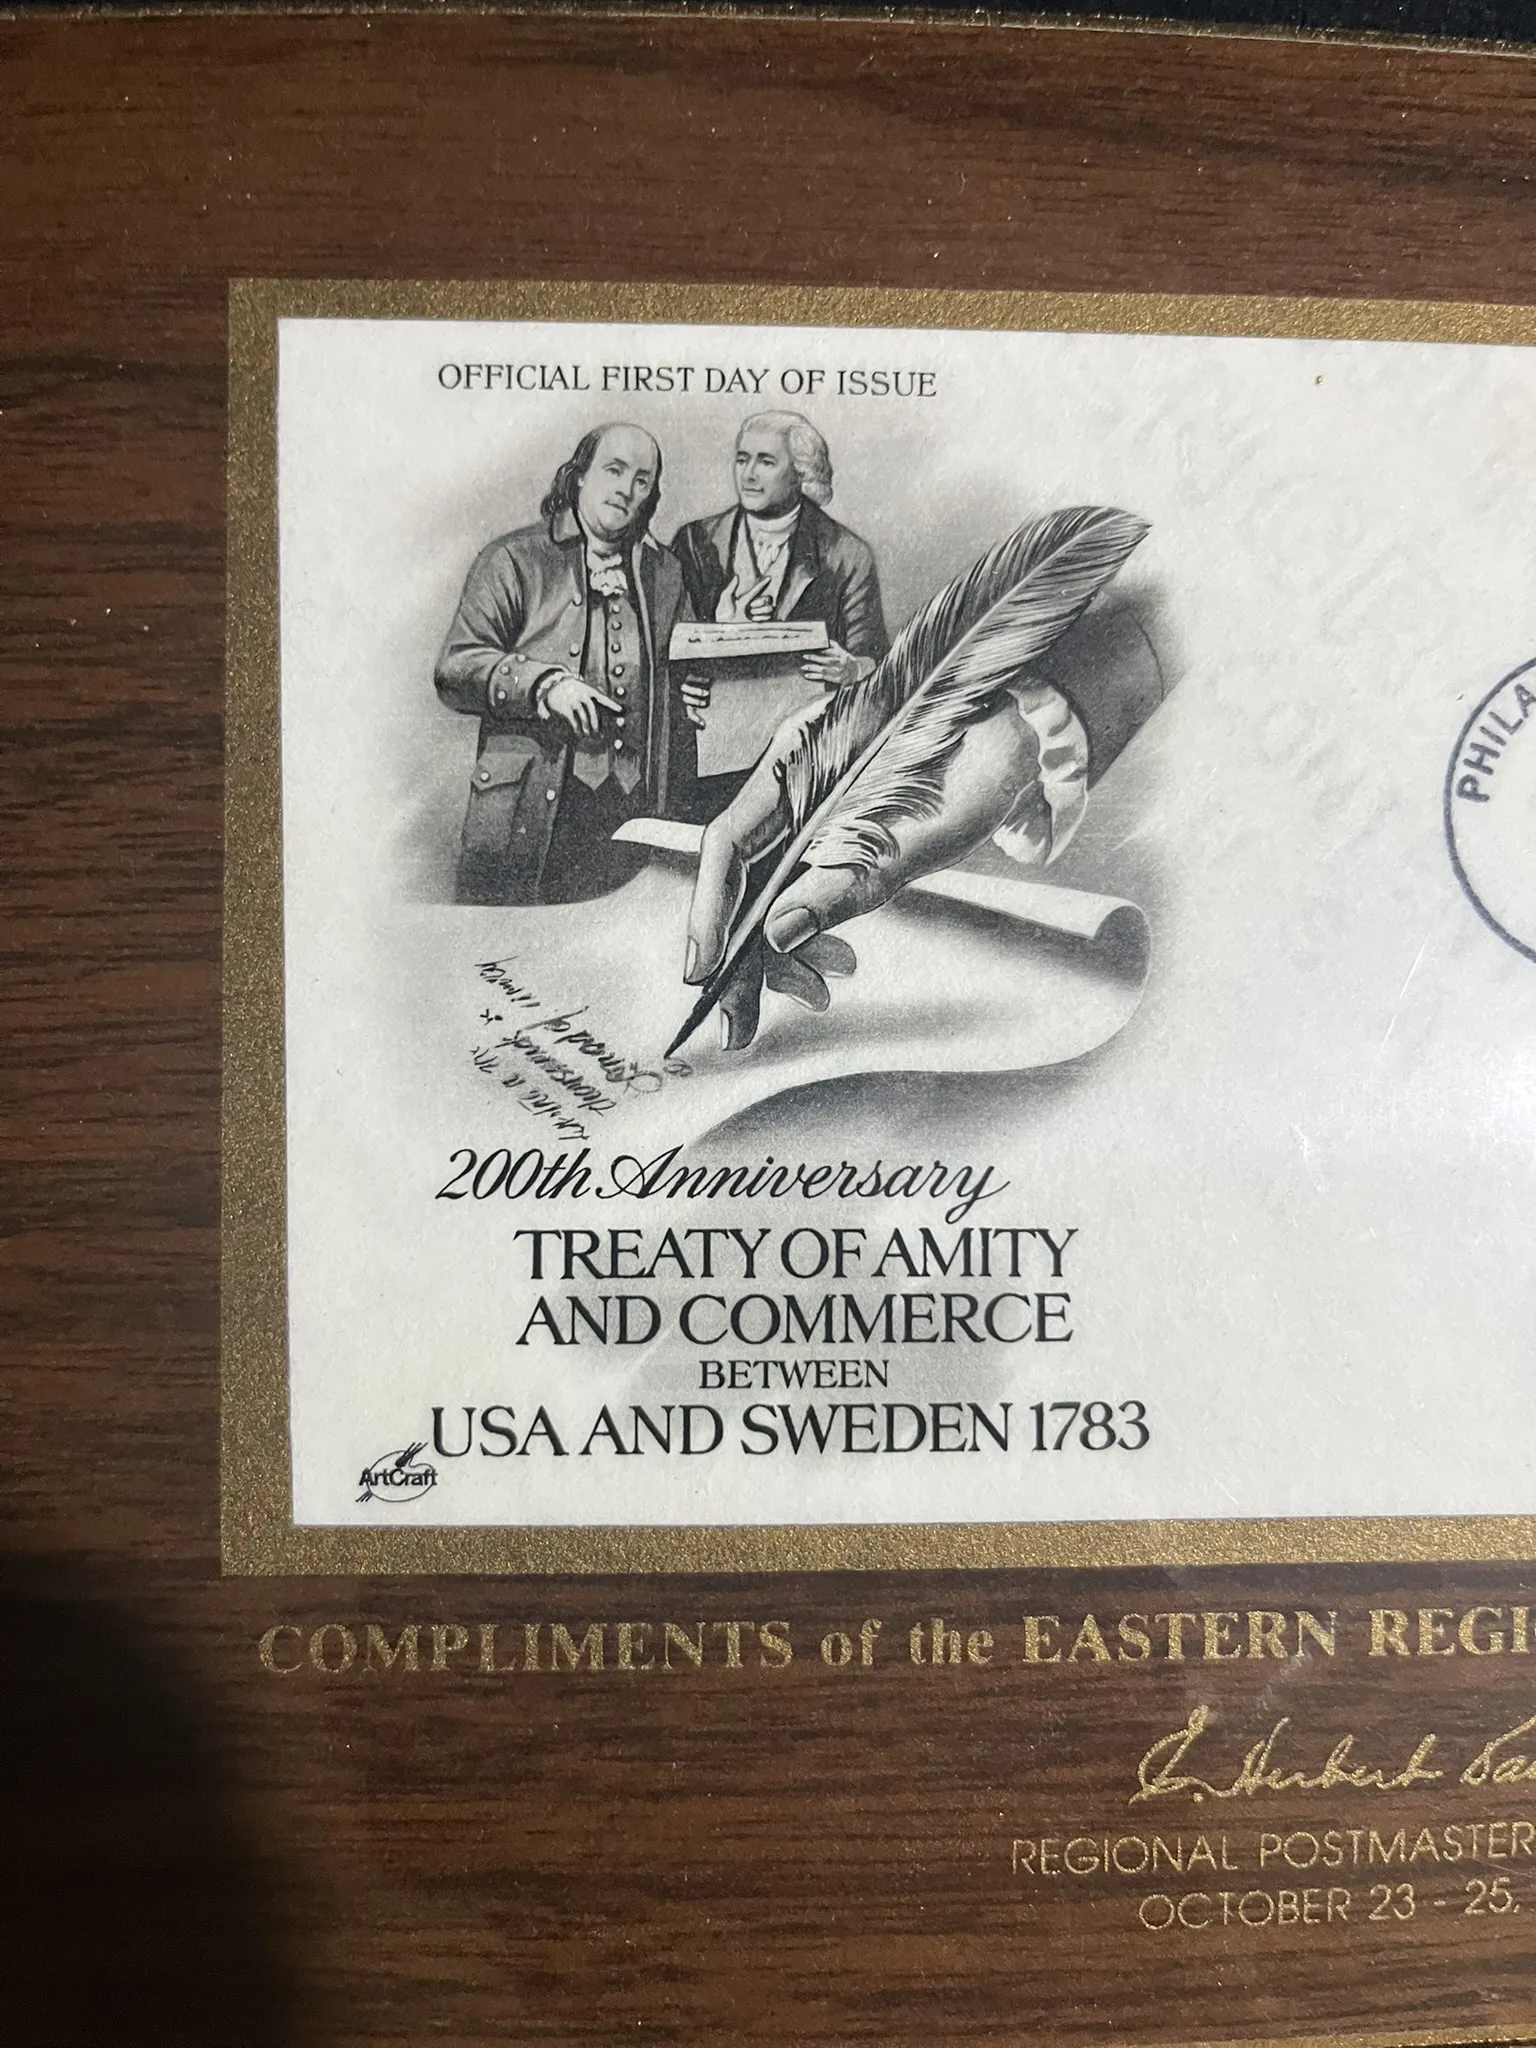 OFFICIAL FIRST DAY OF ISSUE
PHILA
200th Anniversary
TREATY OF AMITY
AND COMMERCE
BETWEEN
USA AND SWEDEN 1783
ArtCraft
COMPLIMENTS of the EASTERN REGI
Herbert
REGIONAL POSTMASTER
OCTOBER 23 - 25,